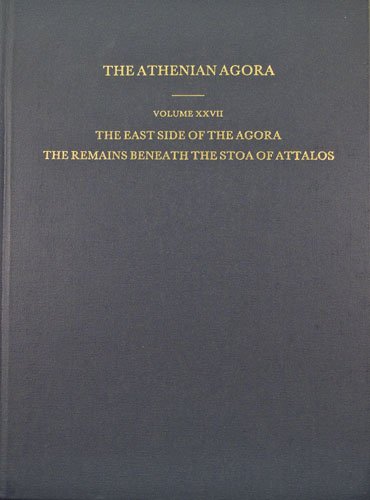 THE ATHENIAN AGORA
VOLUME XXVII
THE EAST SIDE OF THE AGORA
THE REMAINS BENEATH THE STOA OF ATTALOS